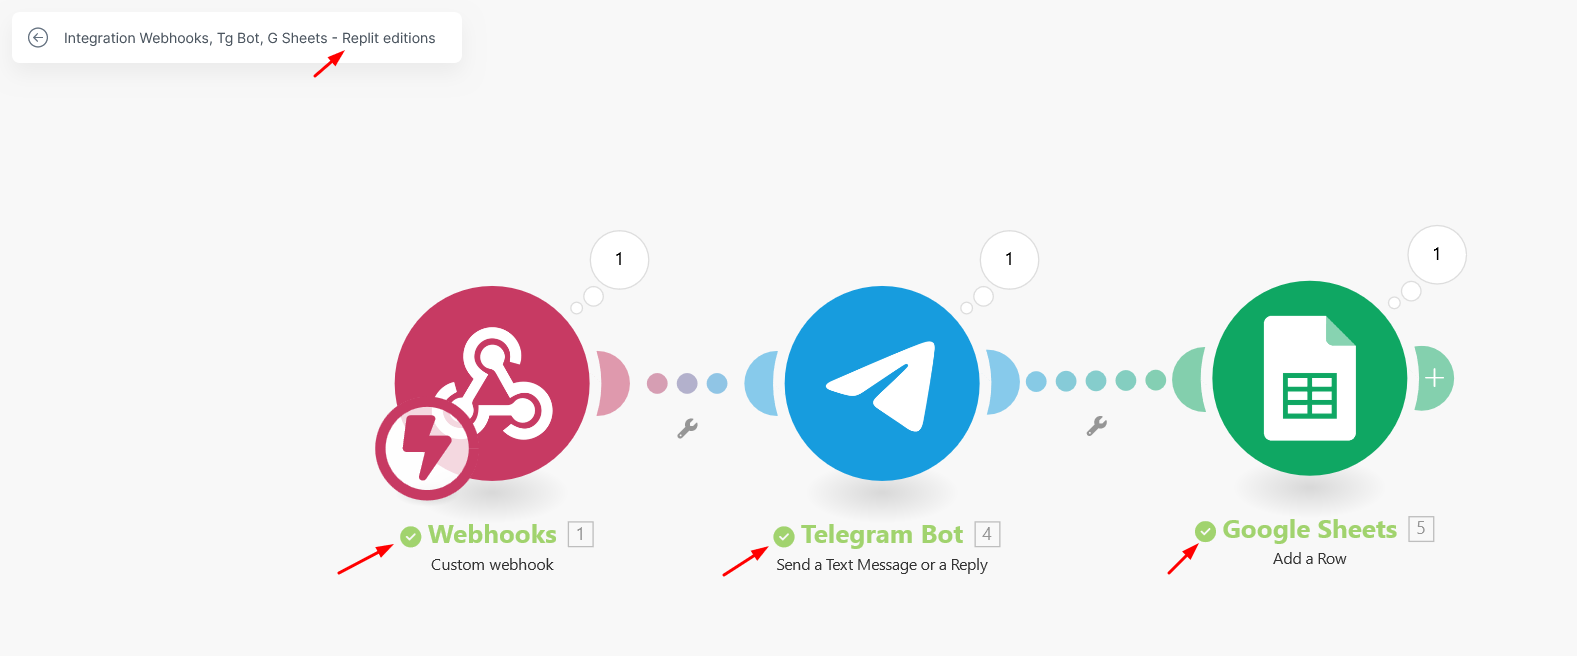 Integration Webhooks, Tg Bot, G Sheets - Replit editions
1
1
1
Webhooks 1
Custom webhook
Telegram Bot 4
Send a Text Message or a Reply
Google Sheets 5
Add a Row